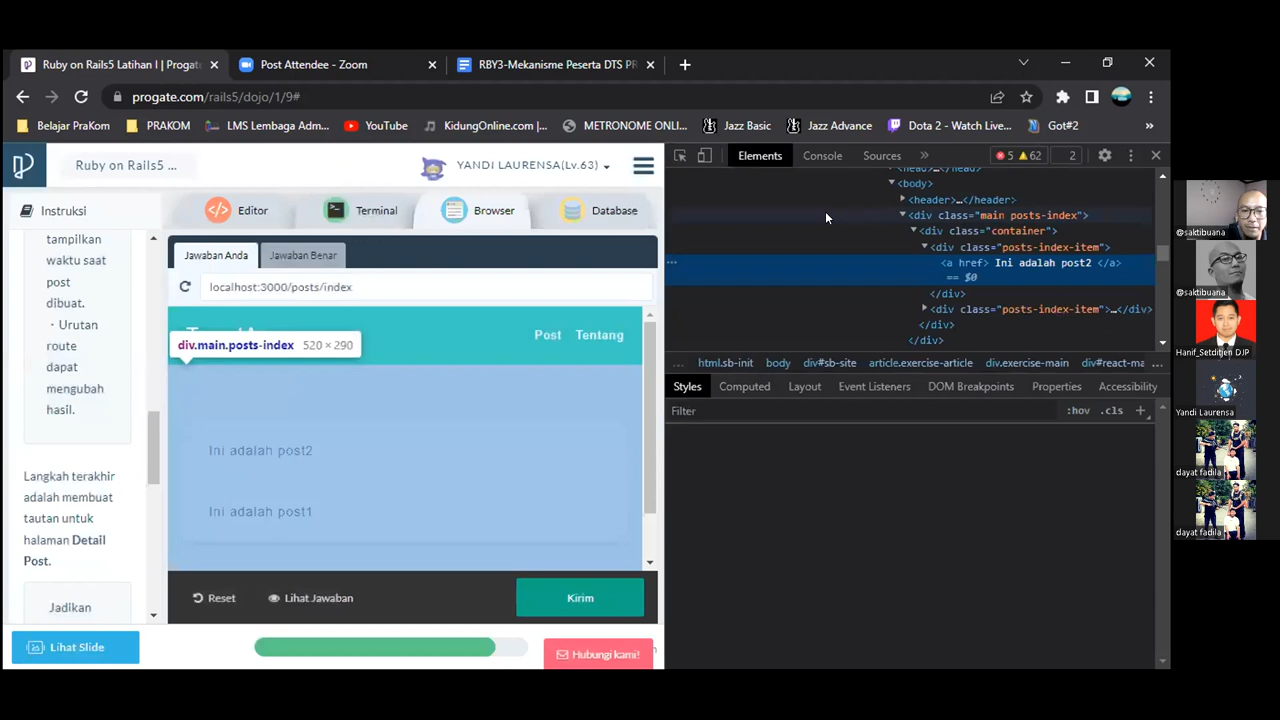 Ruby on Rails5 Latihan I | Progate
Post Attendee - Zoom
RBY3-Mekanisme Peserta DTS PR
progate.com/rails5/dojo/1/9#
Belajar PraKom
PRAKOM
LMS Lembaga Adm...
YouTube
KidungOnline.com |...
METRONOME ONLI...
Jazz Basic
Jazz Advance
Dota 2 - Watch Live...
Got#2
»
Ruby on Rails5 ...
YANDI LAURENSA(Lv.63)
Instruksi
Editor
Terminal
Browser
Database
tampilkan
waktu saat
post
dibuat.
・Urutan
route
dapat
mengubah
hasil.
Langkah terakhir
adalah membuat
tautan untuk
halaman Detail
Post.
Jadikan
Jawaban Anda
Jawaban Benar
localhost:3000/posts/index
Post
Tentang
div.main.posts-index 520 × 290
Ini adalah post2
Ini adalah post1
Reset
Lihat Jawaban
Kirim
Lihat Slide
Hubungi kami!
Elements
Console
Sources
»
5
62
2
<head>…</head>
<body>
<header>…</header>
<div class="main posts-index">
<div class="container">
<div class="posts-index-item">
<a href> Ini adalah post2 </a>
== $0
</div>
<div class="posts-index-item">…</div>
</div>
</div>
...
html.sb-init
body
div#sb-site
article.exercise-article
div.exercise-main
div#react-ma
...
Styles
Computed
Layout
Event Listeners
DOM Breakpoints
Properties
Accessibility
Filter
:hov
.cls
@saktibuana
@saktibuana
Hanif_Setditjen DJP
Yandi Laurensa
dayat fadila
dayat fadila